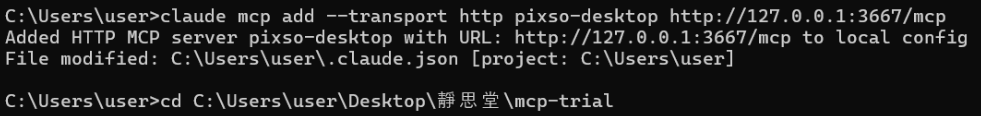 C:\Users\user>claude mcp add --transport http pixso-desktop http://127.0.0.1:3667/mcp
Added HTTP MCP server pixso-desktop with URL: http://127.0.0.1:3667/mcp to local config
File modified: C:\Users\user\.claude.json [project: C:\Users\user]
C:\Users\user>cd C:\Users\user\Desktop\靜思堂\mcp-trial